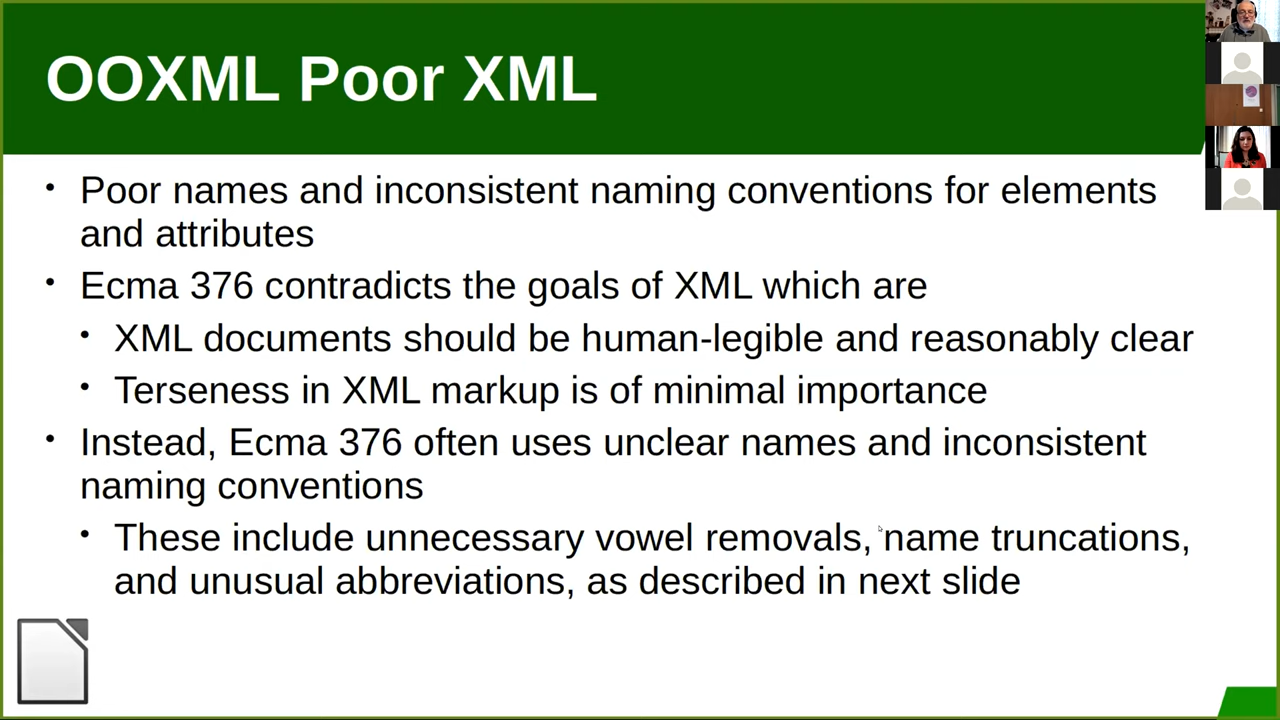 OOXML Poor XML
• Poor names and inconsistent naming conventions for elements
and attributes
• Ecma 376 contradicts the goals of XML which are
• XML documents should be human-legible and reasonably clear
• Terseness in XML markup is of minimal importance
• Instead, Ecma 376 often uses unclear names and inconsistent
naming conventions
• These include unnecessary vowel removals, name truncations,
and unusual abbreviations, as described in next slide